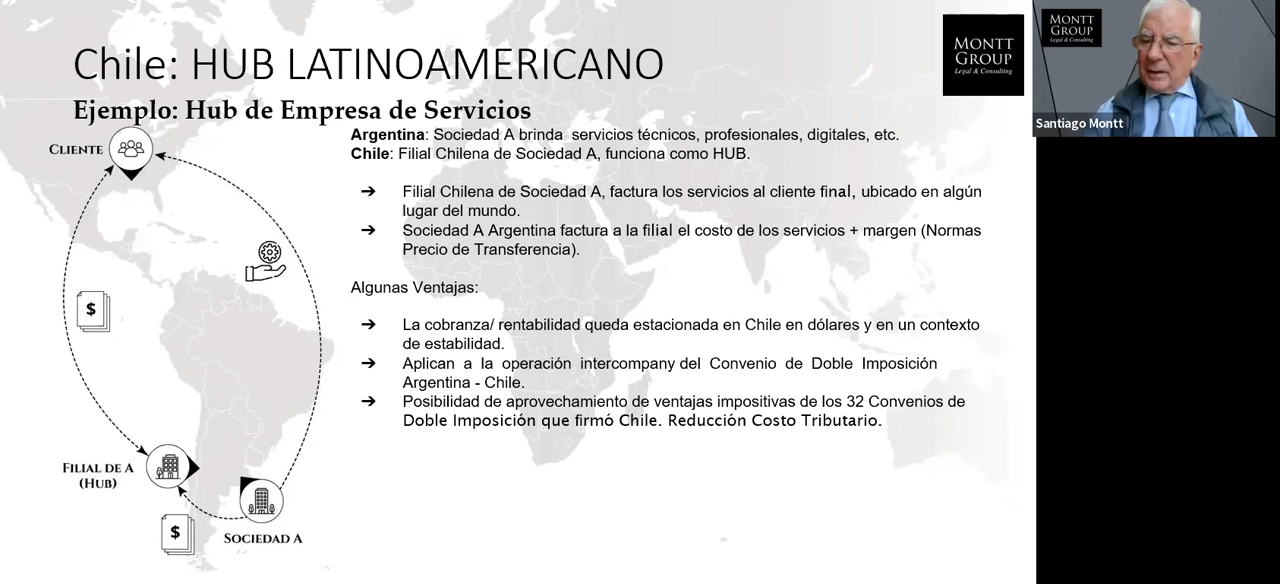 Chile: HUB LATINOAMERICANO
Ejemplo: Hub de Empresa de Servicios
MONTT
GROUP
Legal & Consulting
MONTT
GROUP
Legal & Consulting
Santiago Montt
CLIENTE
Argentina: Sociedad A brinda servicios técnicos, profesionales, digitales, etc.
Chile: Filial Chilena de Sociedad A, funciona como HUB.
➔ Filial Chilena de Sociedad A, factura los servicios al cliente final, ubicado en algún
lugar del mundo.
➔ Sociedad A Argentina factura a la filial el costo de los servicios + margen (Normas
Precio de Transferencia).
Algunas Ventajas:
➔ La cobranza/ rentabilidad queda estacionada en Chile en dólares y en un contexto
de estabilidad.
➔ Aplican a la operación intercompany del Convenio de Doble Imposición
Argentina - Chile.
➔ Posibilidad de aprovechamiento de ventajas impositivas de los 32 Convenios de
Doble Imposición que firmó Chile. Reducción Costo Tributario.
$
FILIAL DE A
(HUB)
$
SOCIEDAD A